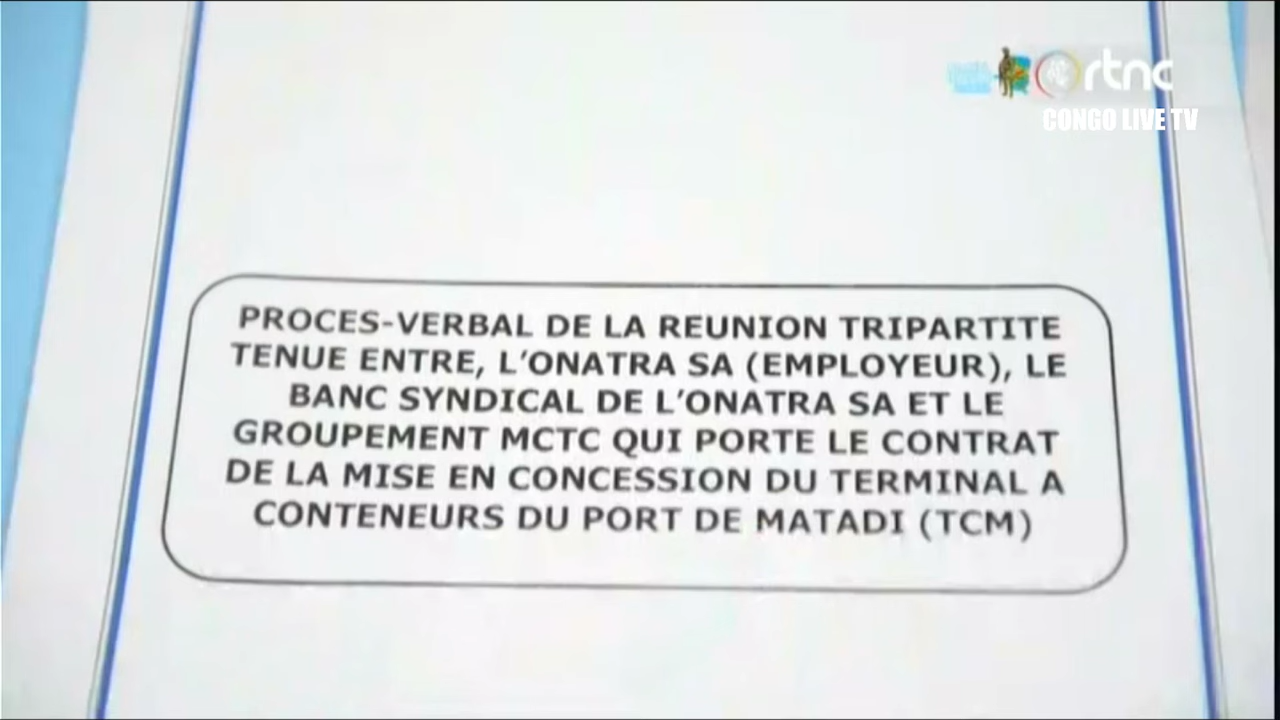 rtnc
CONGO LIVE TV
PROCES-VERBAL DE LA REUNION TRIPARTITE
TENUE ENTRE, L'ONATRA SA (EMPLOYEUR), LE
BANC SYNDICAL DE L'ONATRA SA ET LE
GROUPEMENT MCTC QUI PORTE LE CONTRAT
DE LA MISE EN CONCESSION DU TERMINAL A
CONTENEURS DU PORT DE MATADI (TCM)